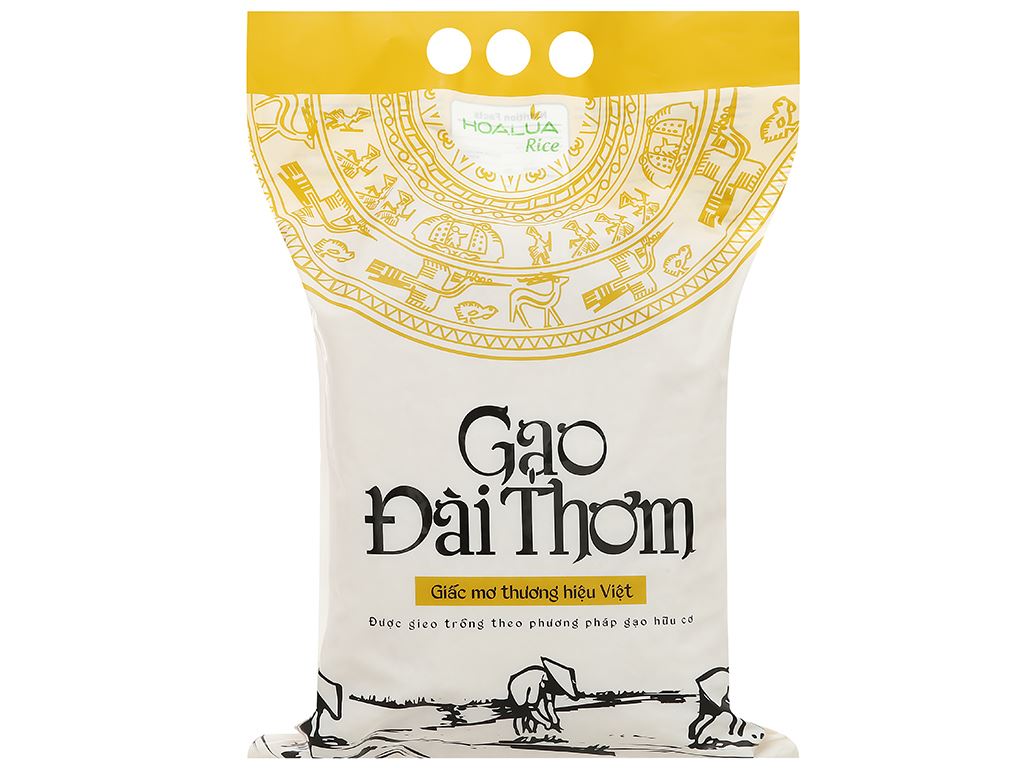 HOALUA
Rice
Gạo
Đài Thơm
Giấc mơ thương hiệu Việt
Được gieo trồng theo phương pháp gạo hữu cơ